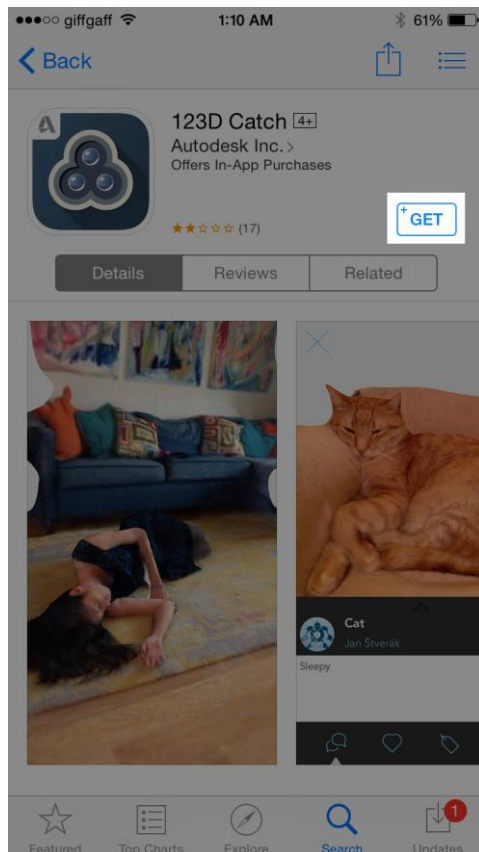 giffgaff 1:10 AM 61%
Back
123D Catch 4+
Autodesk Inc. >
Offers In-App Purchases
★★☆☆☆ (17)
+ GET
Details Reviews Related
Cat
Jan Štverák
Sleepy
Featured Top Charts Explore Search Updates
1